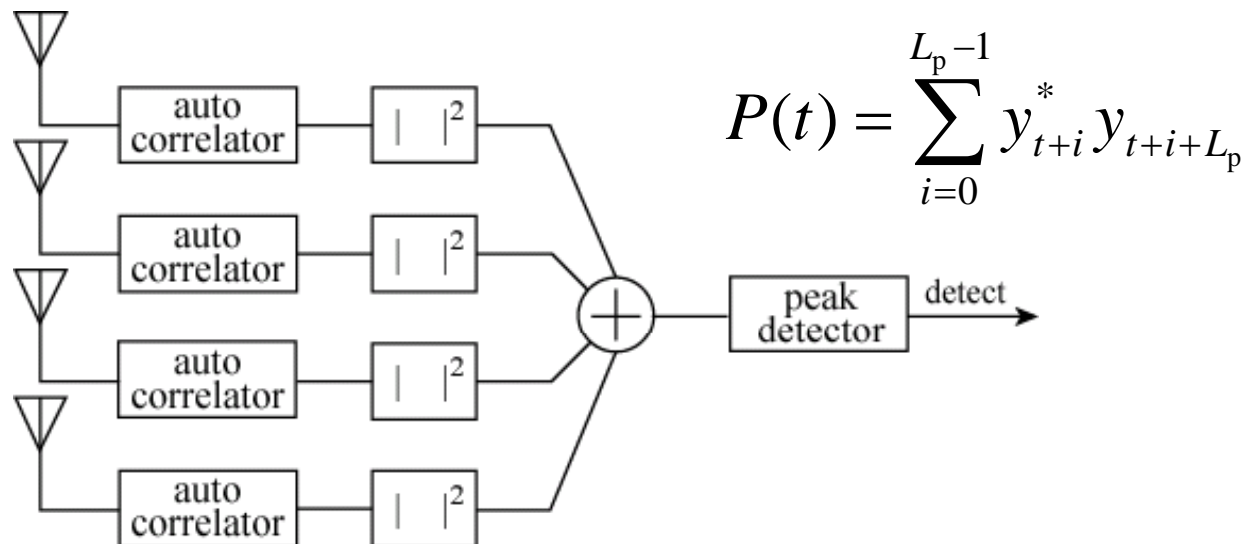 auto
correlator
| |²
P(t) = \sum_{i=0}^{L_p-1} y^*_{t+i} y_{t+i+L_p}
auto
correlator
| |²
auto
correlator
| |²
auto
correlator
| |²
+
peak
detector
detect